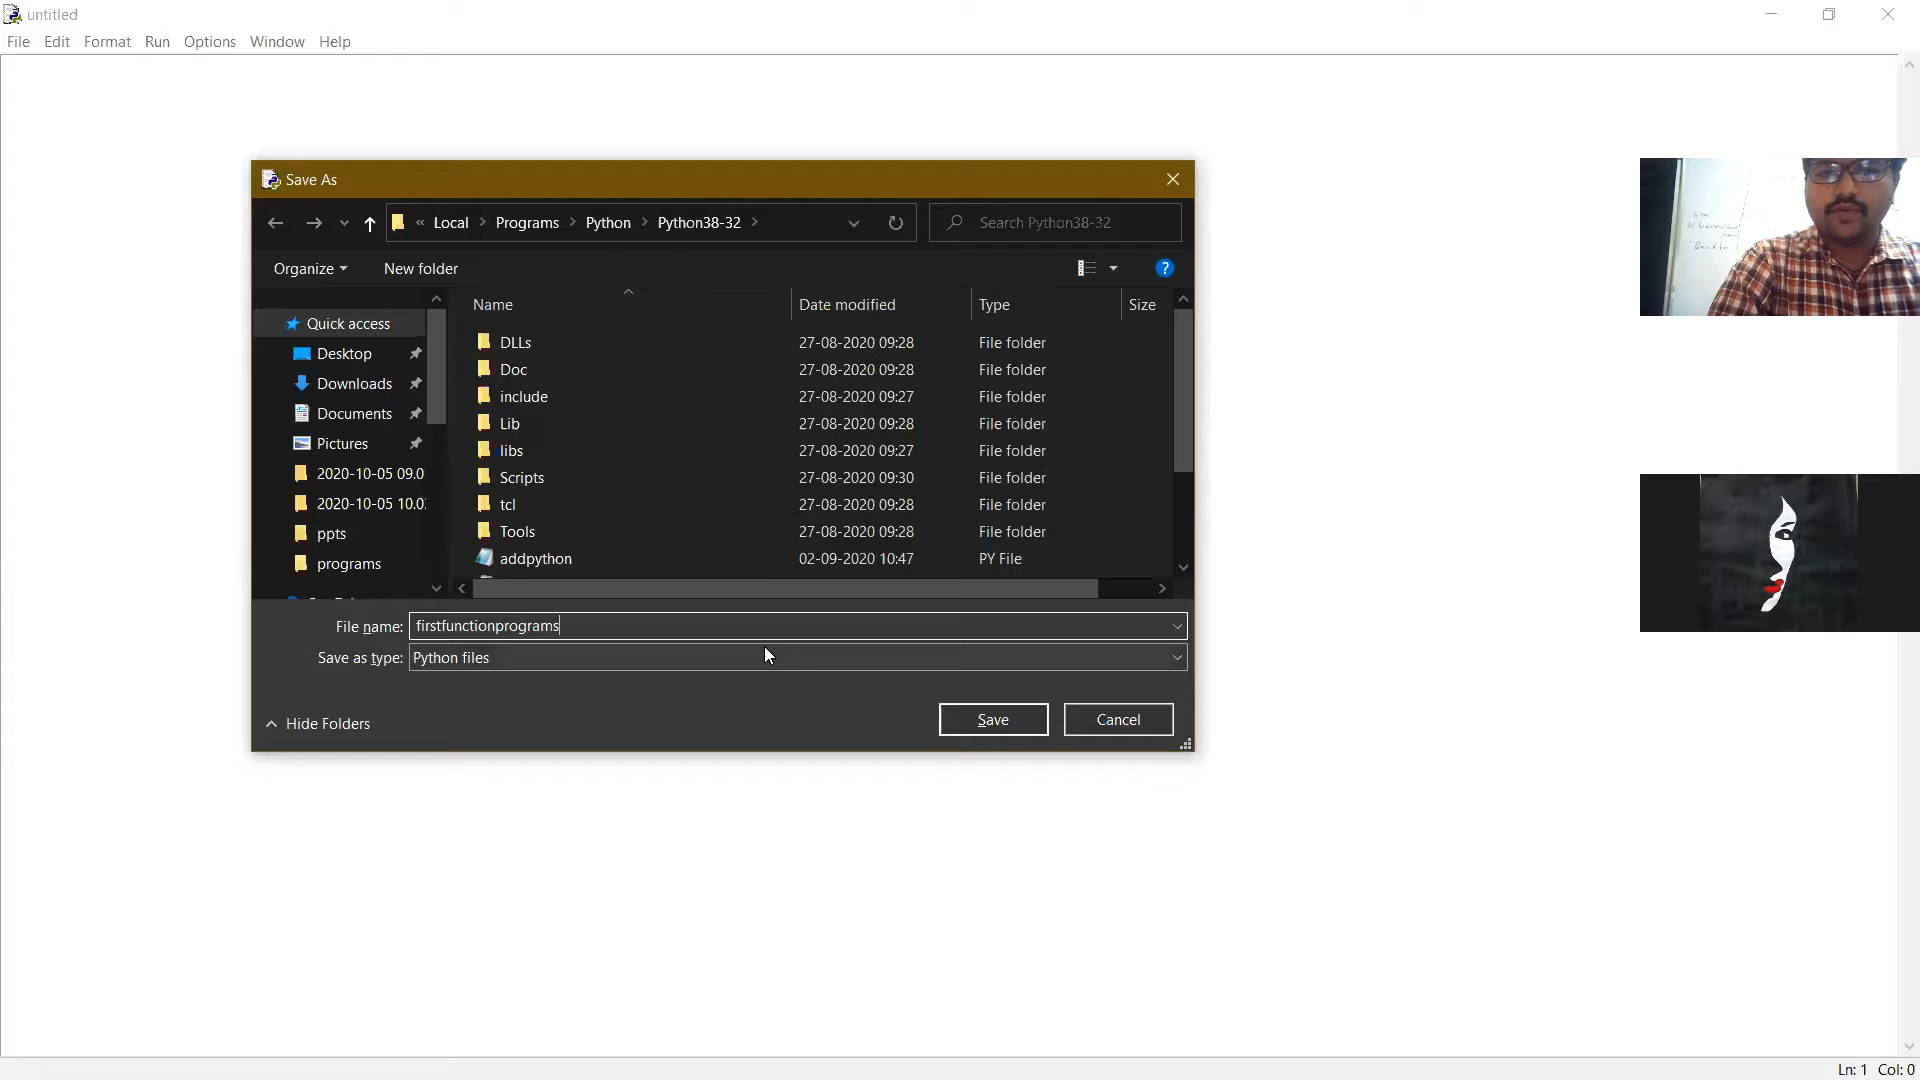 untitled
File Edit Format Run Options Window Help
Save As
« Local > Programs > Python > Python38-32 >
Search Python38-32
Organize New folder
?
Name Date modified Type Size
Quick access
Desktop
Downloads
Documents
Pictures
2020-10-05 09.0
2020-10-05 10.0
ppts
programs
DLLs 27-08-2020 09:28 File folder
Doc 27-08-2020 09:28 File folder
include 27-08-2020 09:27 File folder
Lib 27-08-2020 09:28 File folder
libs 27-08-2020 09:27 File folder
Scripts 27-08-2020 09:30 File folder
tcl 27-08-2020 09:28 File folder
Tools 27-08-2020 09:28 File folder
addpython 02-09-2020 10:47 PY File
File name: firstfunctionprograms
Save as type: Python files
Hide Folders
Save Cancel
Ln: 1 Col: 0